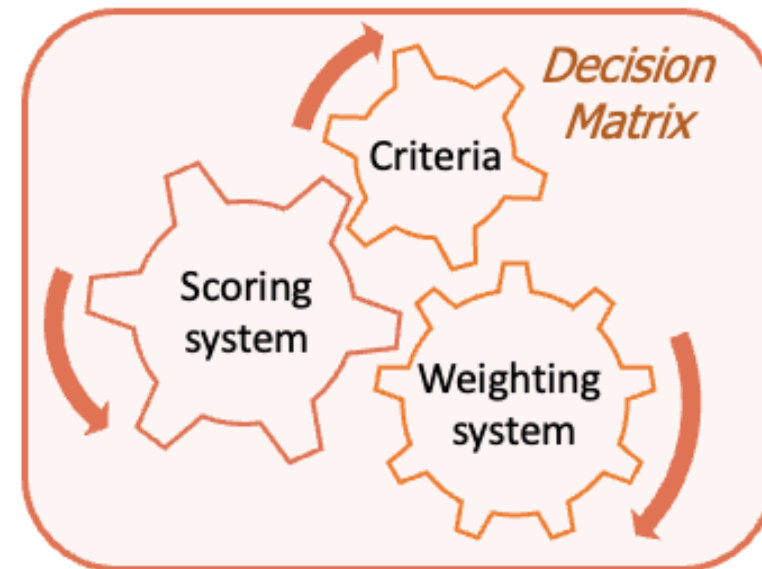 Decision
Matrix
Criteria
Scoring
system
Weighting
system